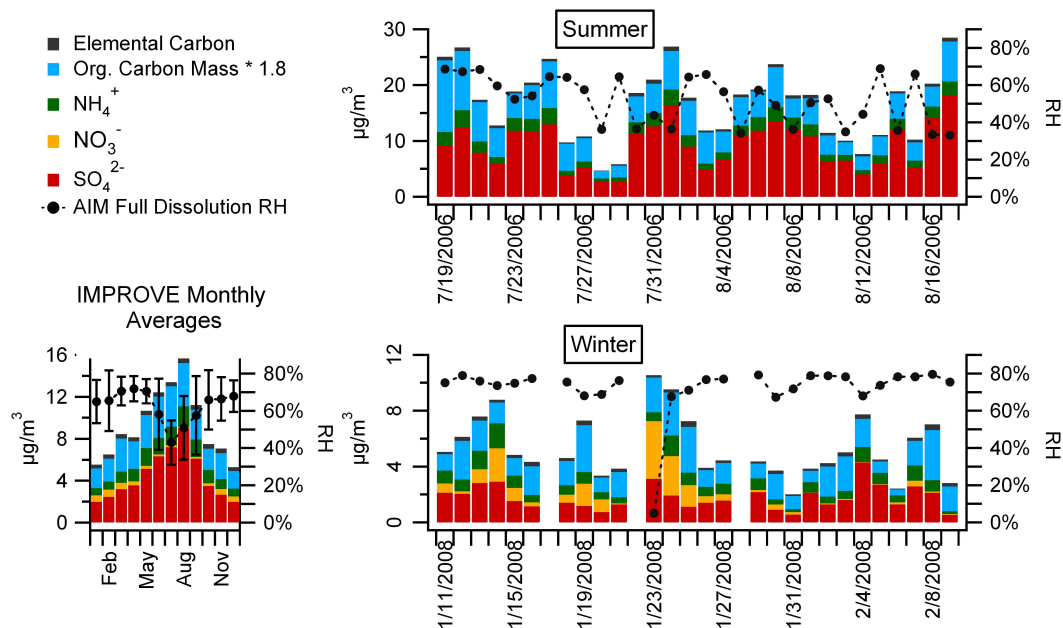 Elemental Carbon
Org. Carbon Mass * 1.8
NH₄⁺
NO₃⁻
SO₄²⁻
AIM Full Dissolution RH
Summer
30
20
10
0
µg/m³
80%
60%
40%
20%
0%
RH
7/19/2006
7/23/2006
7/27/2006
7/31/2006
8/4/2006
8/8/2006
8/12/2006
8/16/2006
IMPROVE Monthly
Averages
16
12
8
4
0
µg/m³
80%
60%
40%
20%
0%
RH
Feb
May
Aug
Nov
Winter
12
8
4
0
µg/m³
80%
60%
40%
20%
0%
RH
1/11/2008
1/15/2008
1/19/2008
1/23/2008
1/27/2008
1/31/2008
2/4/2008
2/8/2008